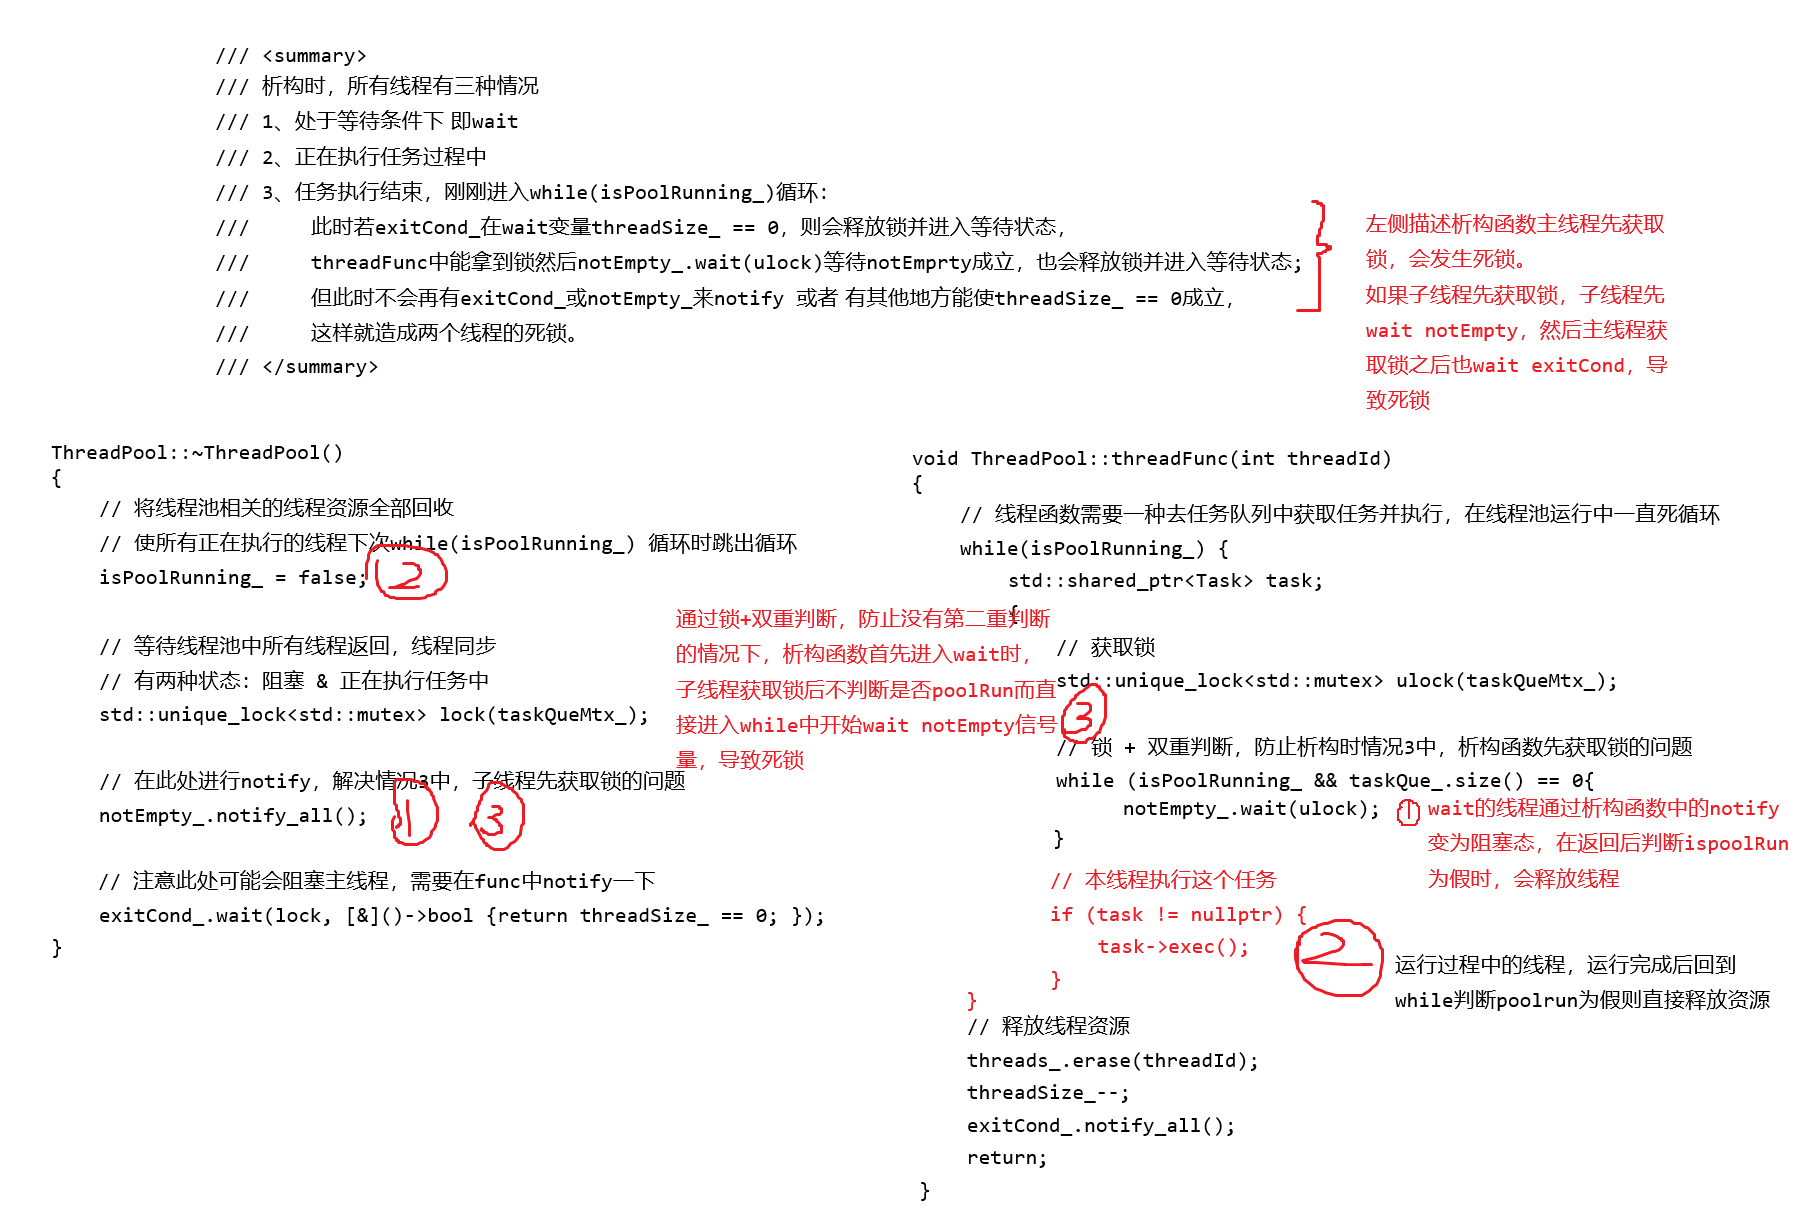 /// <summary>
/// 析构时，所有线程有三种情况
/// 1、处于等待条件下 即wait
/// 2、正在执行任务过程中
/// 3、任务执行结束，刚刚进入while(isPoolRunning_)循环：
///     此时若exitCond_在wait变量threadSize_ == 0，则会释放锁并进入等待状态，
///     threadFunc中能拿到锁然后notEmpty_.wait(ulock)等待notEmprty成立，也会释放锁并进入等待状态；
///     但此时不会再有exitCond_或notEmpty_来notify 或者 有其他地方能使threadSize_ == 0成立，
///     这样就造成两个线程的死锁。
/// </summary>
左侧描述析构函数主线程先获取
锁，会发生死锁。
如果子线程先获取锁，子线程先
wait notEmpty，然后主线程获
取锁之后也wait exitCond，导
致死锁
ThreadPool::~ThreadPool()
{
    // 将线程池相关的线程资源全部回收
    // 使所有正在执行的线程下次while(isPoolRunning_) 循环时跳出循环
    isPoolRunning_ = false; 2
    // 等待线程池中所有线程返回，线程同步
    // 有两种状态：阻塞 & 正在执行任务中
    std::unique_lock<std::mutex> lock(taskQueMtx_);
    // 在此处进行notify，解决情况3中，子线程先获取锁的问题
    notEmpty_.notify_all(); 1 3
    // 注意此处可能会阻塞主线程，需要在func中notify一下
    exitCond_.wait(lock, [&]()->bool {return threadSize_ == 0; });
}
通过锁+双重判断，防止没有第二重判断
的情况下，析构函数首先进入wait时，
子线程获取锁后不判断是否poolRun而直
接进入while中开始wait notEmpty信号
量，导致死锁
3
void ThreadPool::threadFunc(int threadId)
{
    // 线程函数需要一种去任务队列中获取任务并执行，在线程池运行中一直死循环
    while(isPoolRunning_) {
        std::shared_ptr<Task> task;
        {
            // 获取锁
            std::unique_lock<std::mutex> ulock(taskQueMtx_);
            // 锁 + 双重判断，防止析构时情况3中，析构函数先获取锁的问题
            while (isPoolRunning_ && taskQue_.size() == 0{
                notEmpty_.wait(ulock);
            }
            // 本线程执行这个任务
            if (task != nullptr) {
                task->exec();
            }
    }
    // 释放线程资源
    threads_.erase(threadId);
    threadSize_--;
    exitCond_.notify_all();
    return;
}
1 wait的线程通过析构函数中的notify
变为阻塞态，在返回后判断ispoolRun
为假时，会释放线程
2
运行过程中的线程，运行完成后回到
while判断poolrun为假则直接释放资源